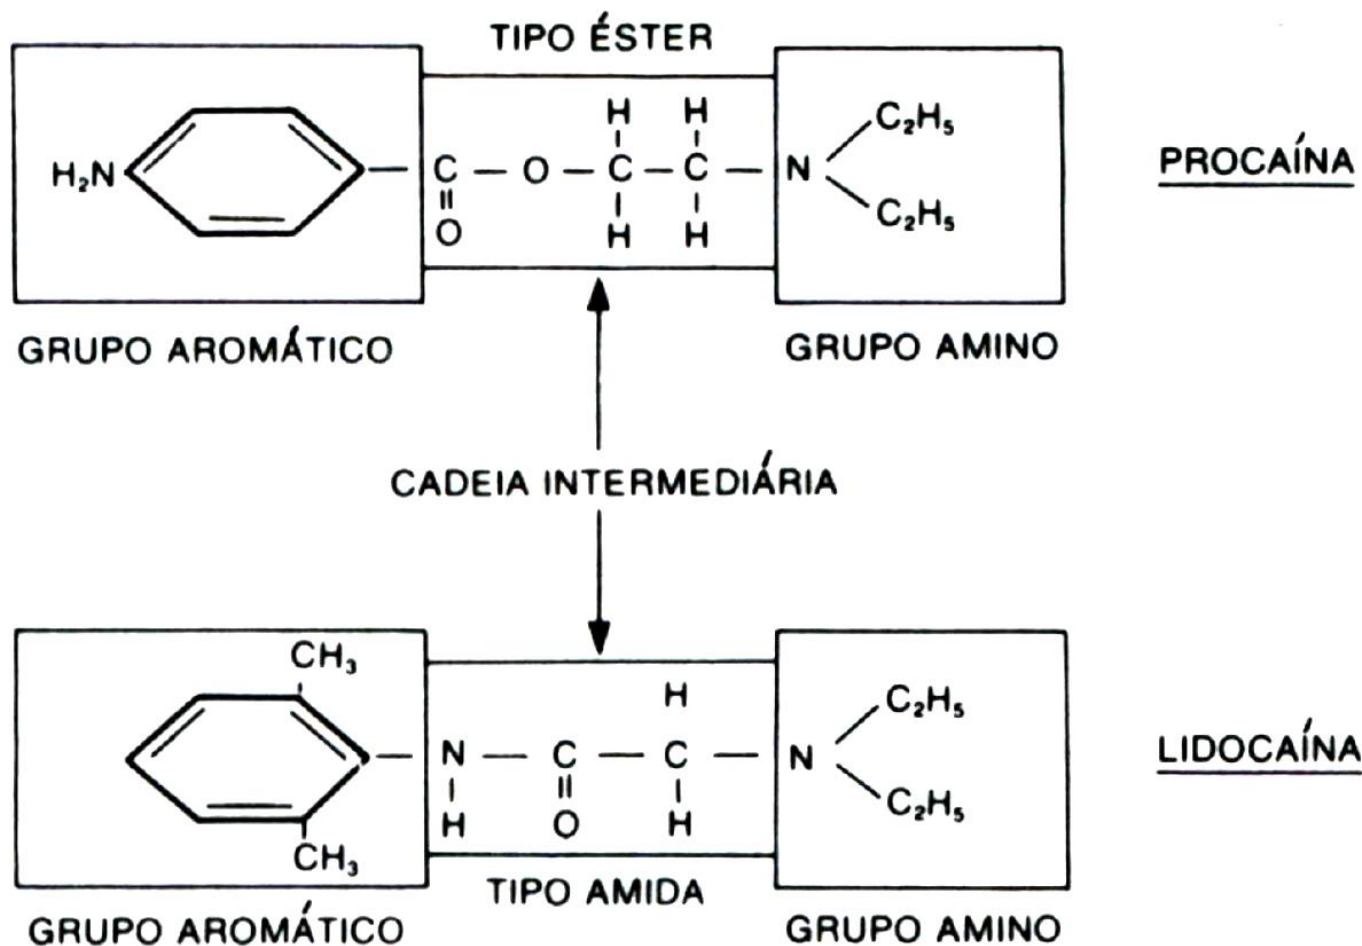 TIPO ÉSTER
H H
C₂H₅
H₂N C — O — C — C — N PROCAÍNA
O H H C₂H₅
GRUPO AROMÁTICO GRUPO AMINO
CADEIA INTERMEDIÁRIA
CH₃ H C₂H₅
N — C — C — N LIDOCAÍNA
H O H C₂H₅
CH₃
TIPO AMIDA
GRUPO AROMÁTICO GRUPO AMINO